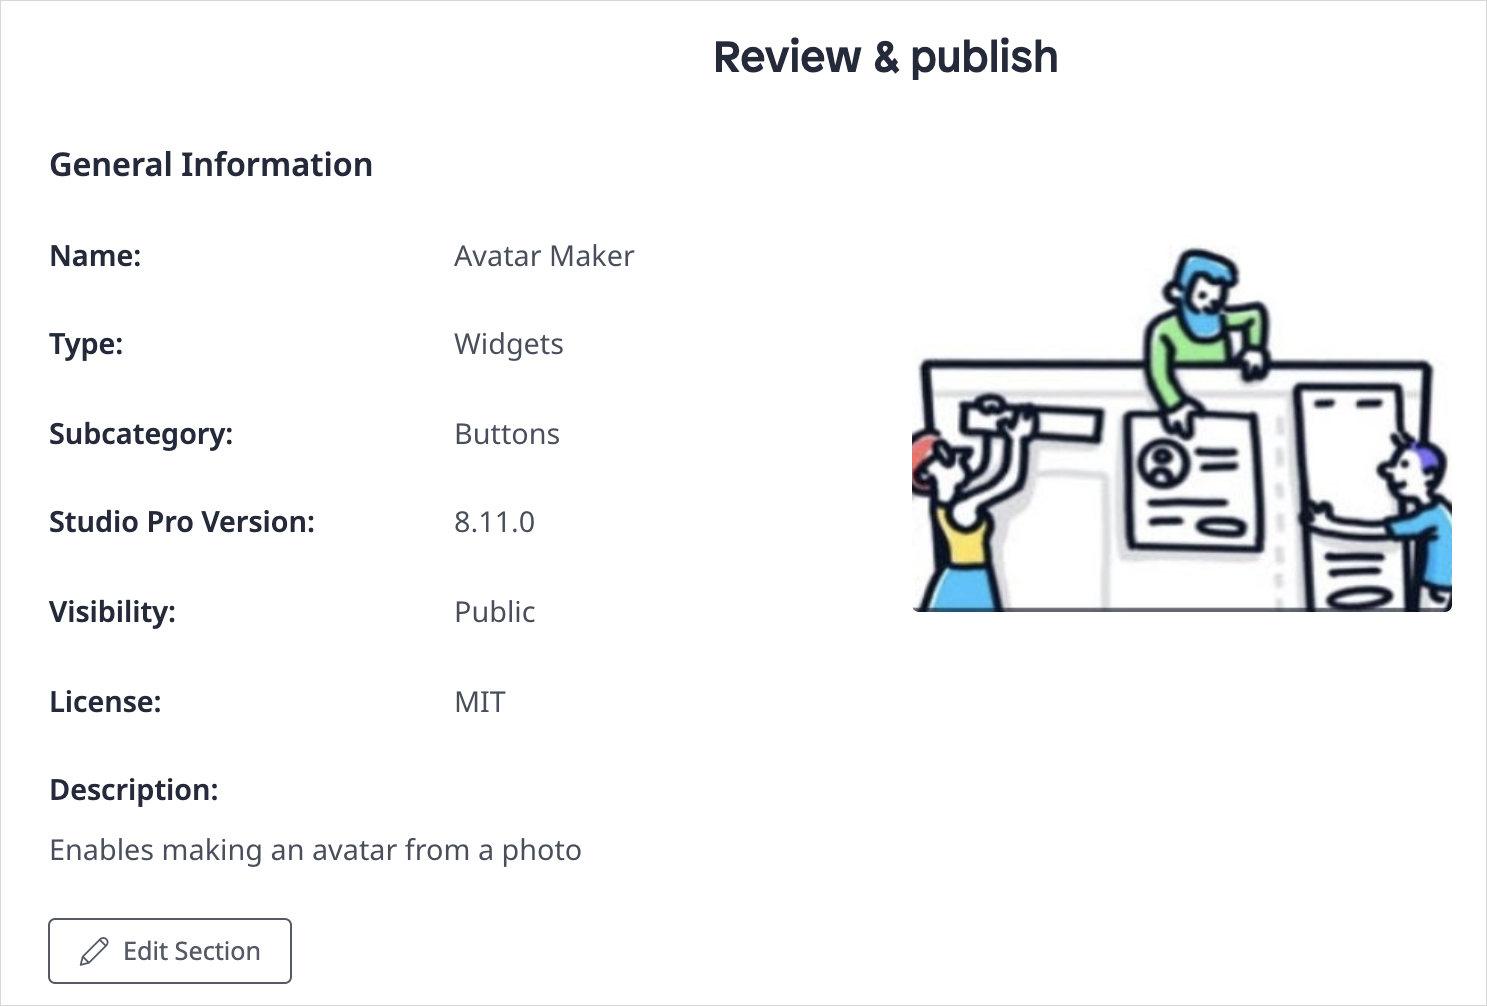 Review & publish
General Information
Name: Avatar Maker
Type: Widgets
Subcategory: Buttons
Studio Pro Version: 8.11.0
Visibility: Public
License: MIT
Description:
Enables making an avatar from a photo
Edit Section